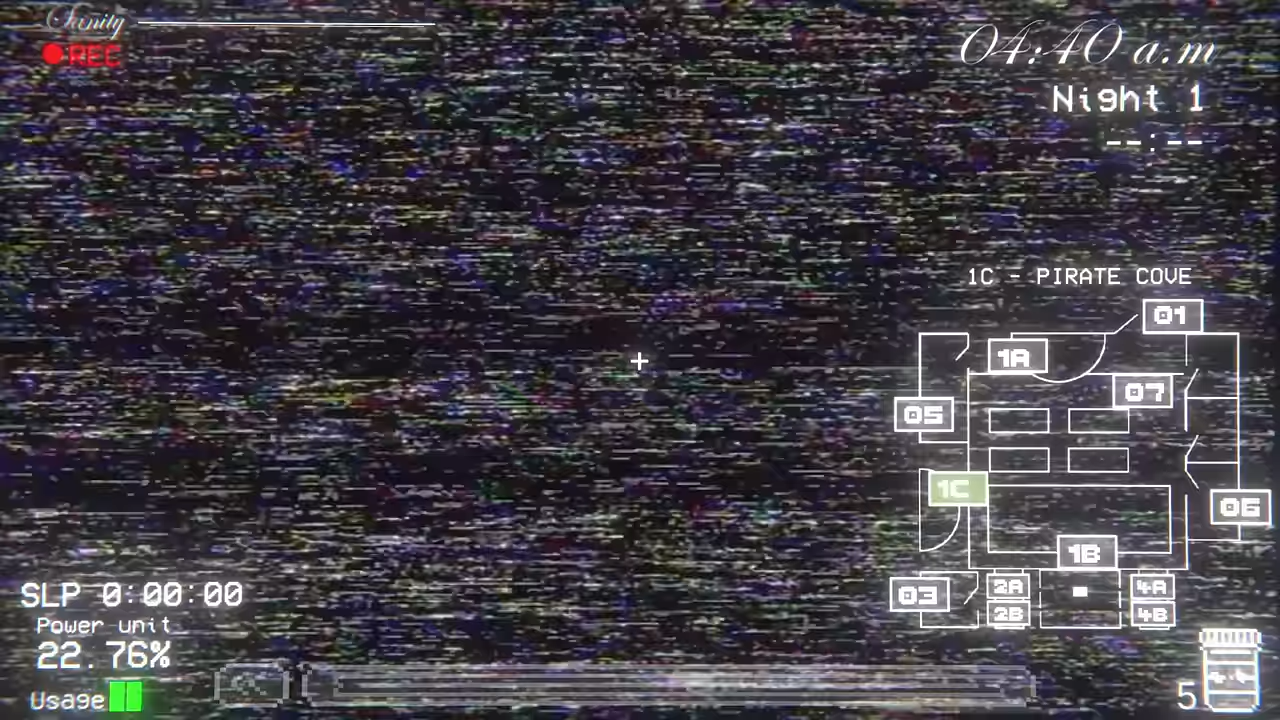 Sanity
REC
04:40 a.m
Night 1
--:--
1C - PIRATE COVE
01
1A
07
05
1C
06
1B
03
2A
4A
2B
4B
SLP 0:00:00
Power unit
22.76%
Usage
5